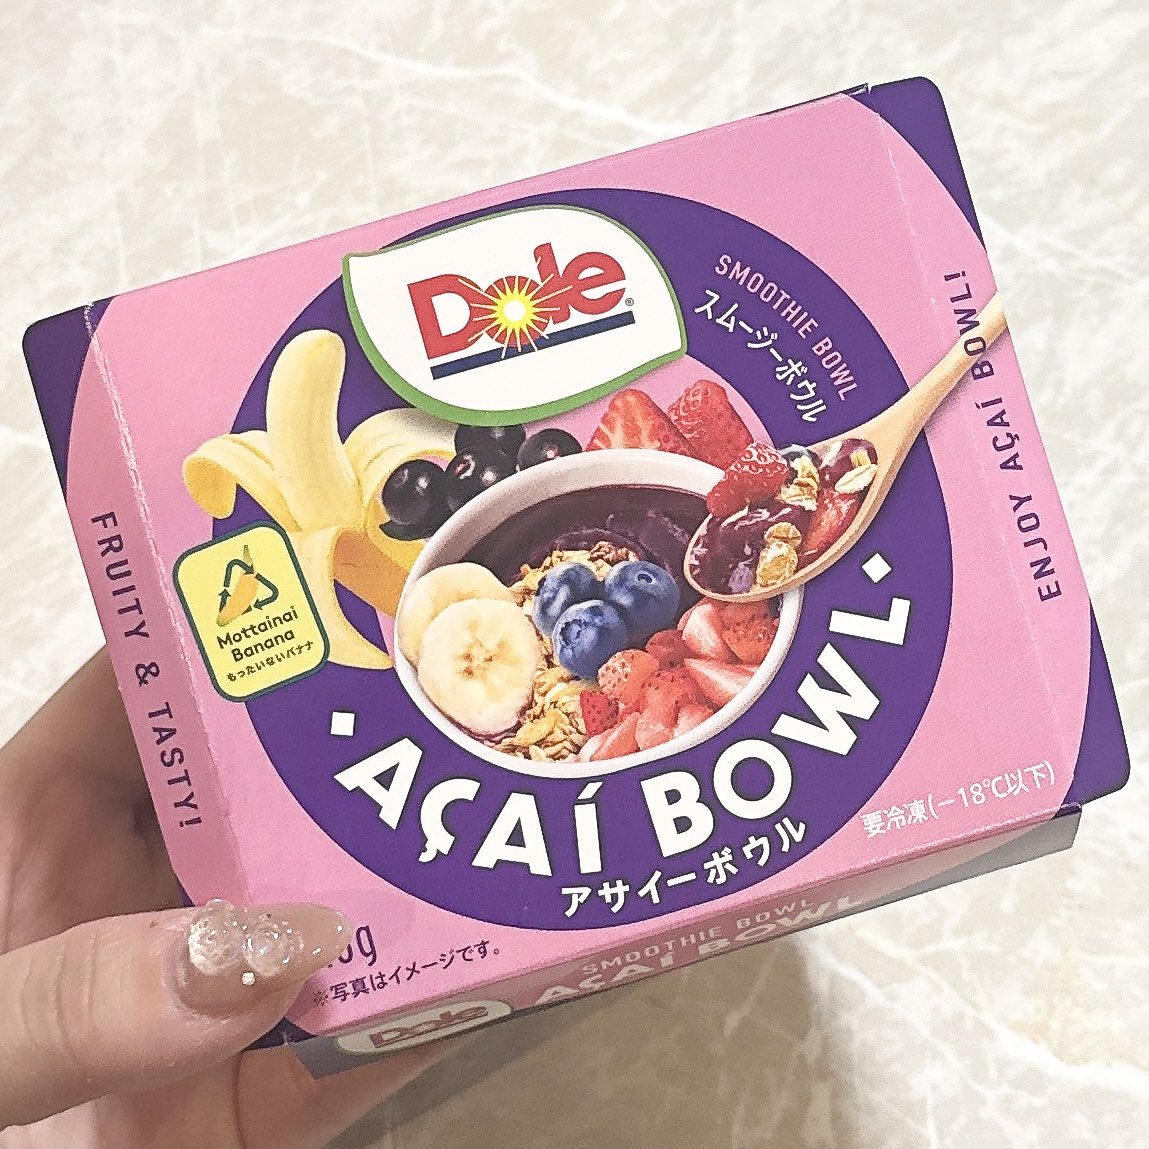 Dole
SMOOTHIE BOWL
スムージーボウル
ENJOY AÇAÍ BOWL!
FRUITY & TASTY!
Mottainai
Banana
もったいないバナナ
AÇAÍ BOWL
アサイーボウル
要冷凍(−18℃以下)
※写真はイメージです。
SMOOTHIE BOWL
AÇAÍ BOWL
Dole